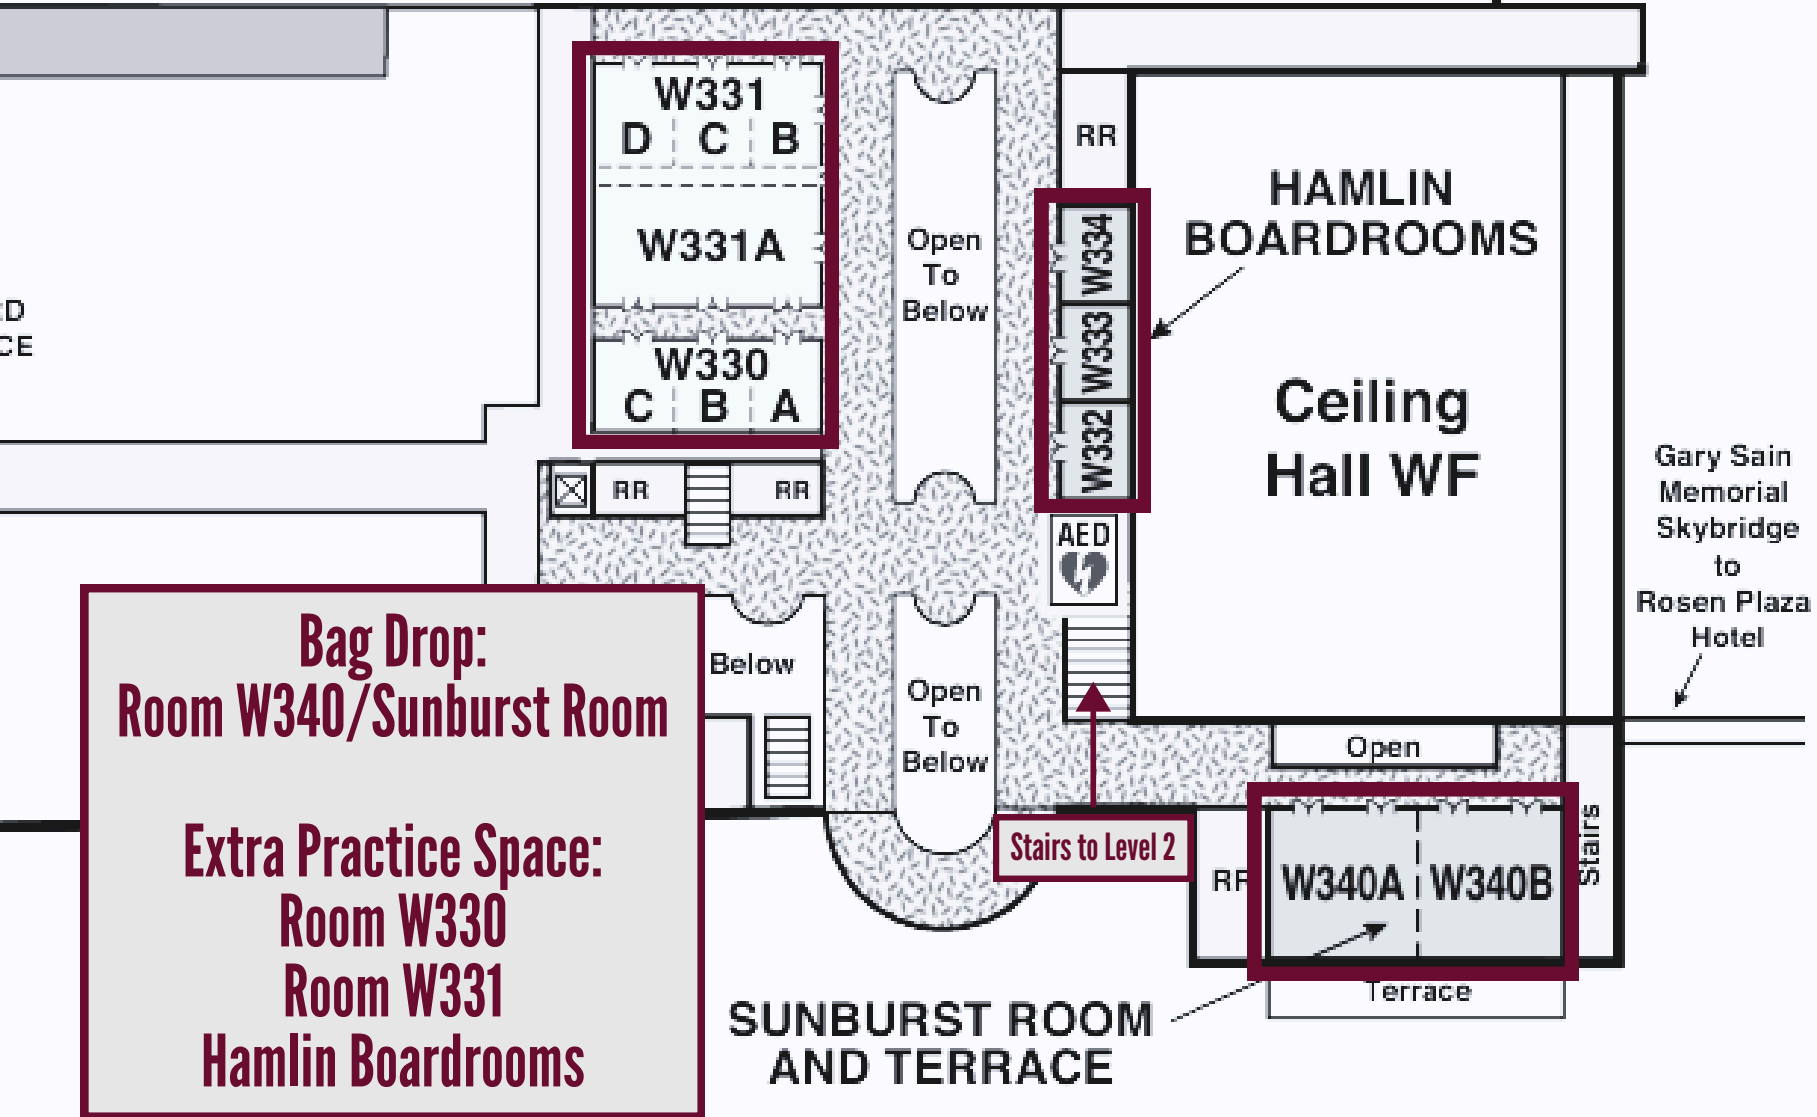 W331
D C B
W331A
W330
C B A
RR RR
Open
To
Below
RR
W334
W333
W332
HAMLIN
BOARDROOMS
Ceiling
Hall WF
AED
Gary Sain
Memorial
Skybridge
to
Rosen Plaza
Hotel
Below
Open
To
Below
Open
Stairs to Level 2
W340A W340B
Stairs
Terrace
SUNBURST ROOM
AND TERRACE
Bag Drop:
Room W340/Sunburst Room
Extra Practice Space:
Room W330
Room W331
Hamlin Boardrooms